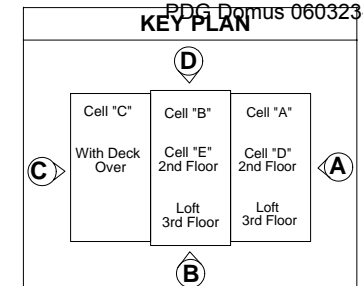 PDG Domus 060323
KEY PLAN
D
Cell "C"
With Deck
Over
Cell "B"
Cell "E"
2nd Floor
Loft
3rd Floor
Cell "A"
Cell "D"
2nd Floor
Loft
3rd Floor
C
A
B